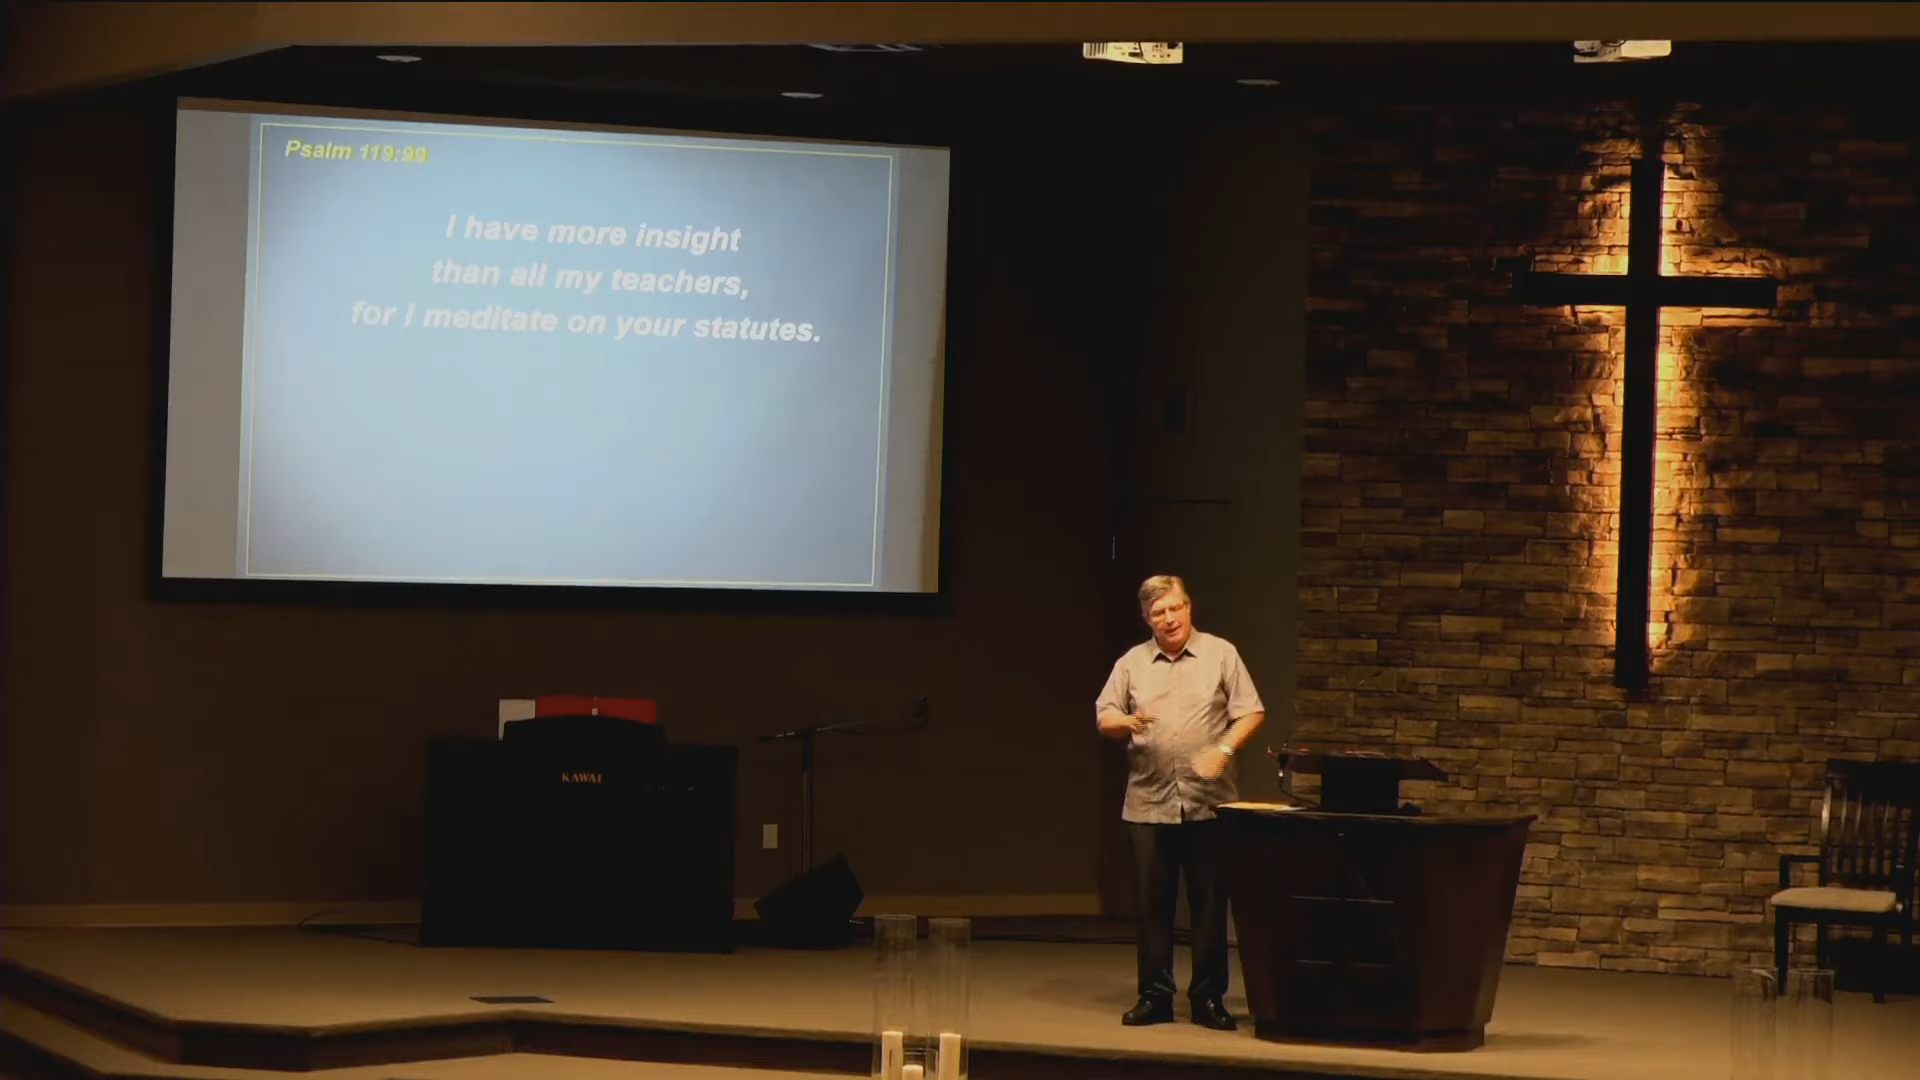 Psalm 119:99
I have more insight
than all my teachers,
for I meditate on your statutes.
KAWAI